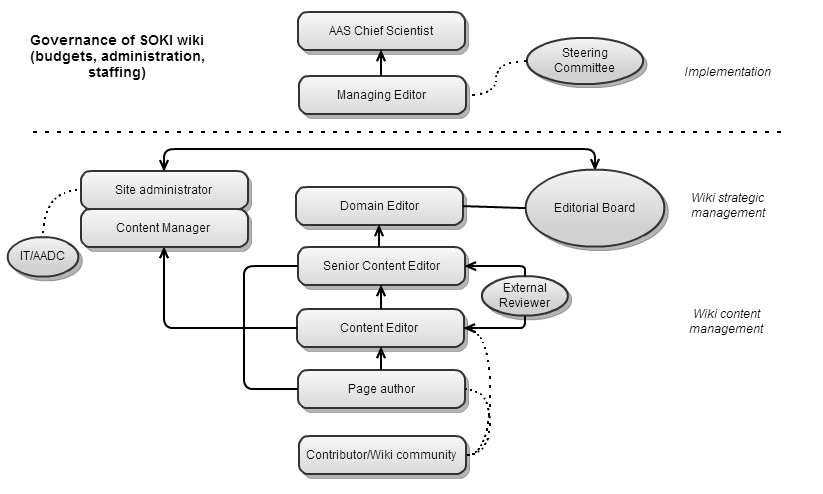 Governance of SOKI wiki
(budgets, administration,
staffing)
AAS Chief Scientist
Steering
Committee
Implementation
Managing Editor
Site administrator
Content Manager
IT/AADC
Domain Editor
Editorial Board
Wiki strategic
management
Senior Content Editor
External
Reviewer
Content Editor
Wiki content
management
Page author
Contributor/Wiki community